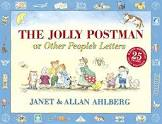 THE JOLLY POSTMAN
or Other People's Letters
25
JANET & ALLAN AHLBERG